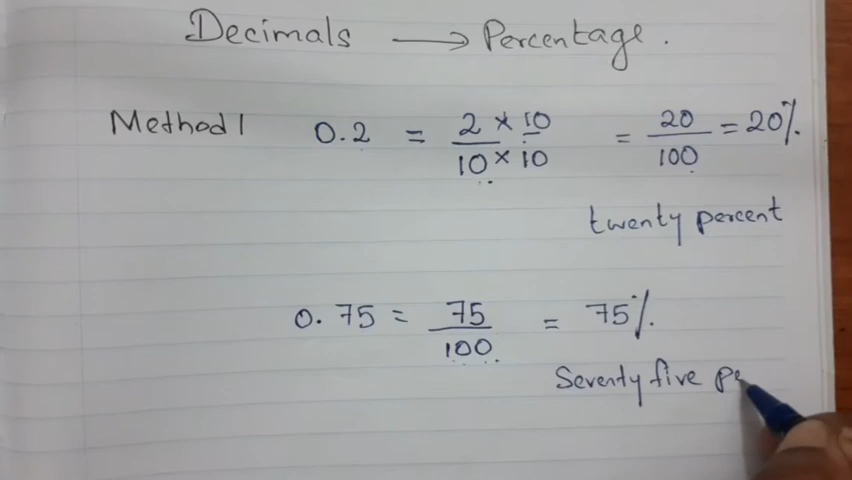 Decimals → Percentage.
Method 1 0.2 = 2 × 10 / 10 × 10 = 20 / 100 = 20%
twenty percent
0.75 = 75 / 100 = 75%
Seventy five pe